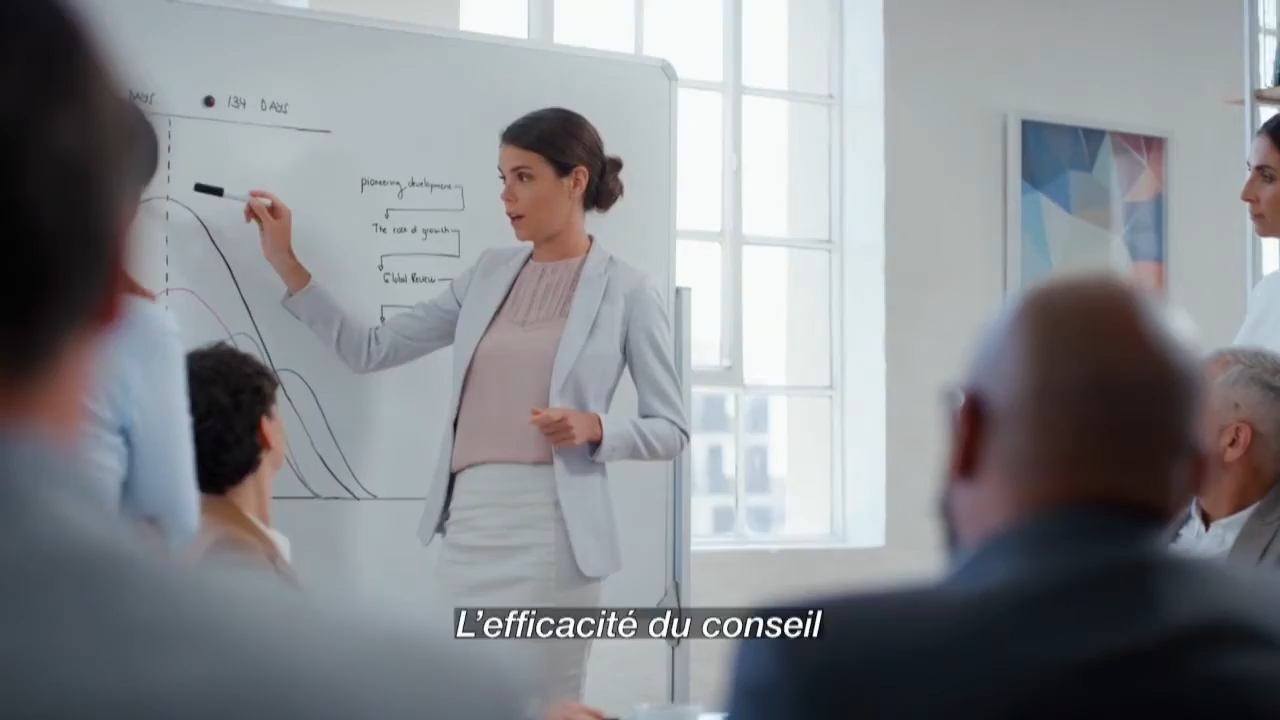 DAYS 134 DAYS
pioneering development
The rate of growth
Global Review
L'efficacité du conseil